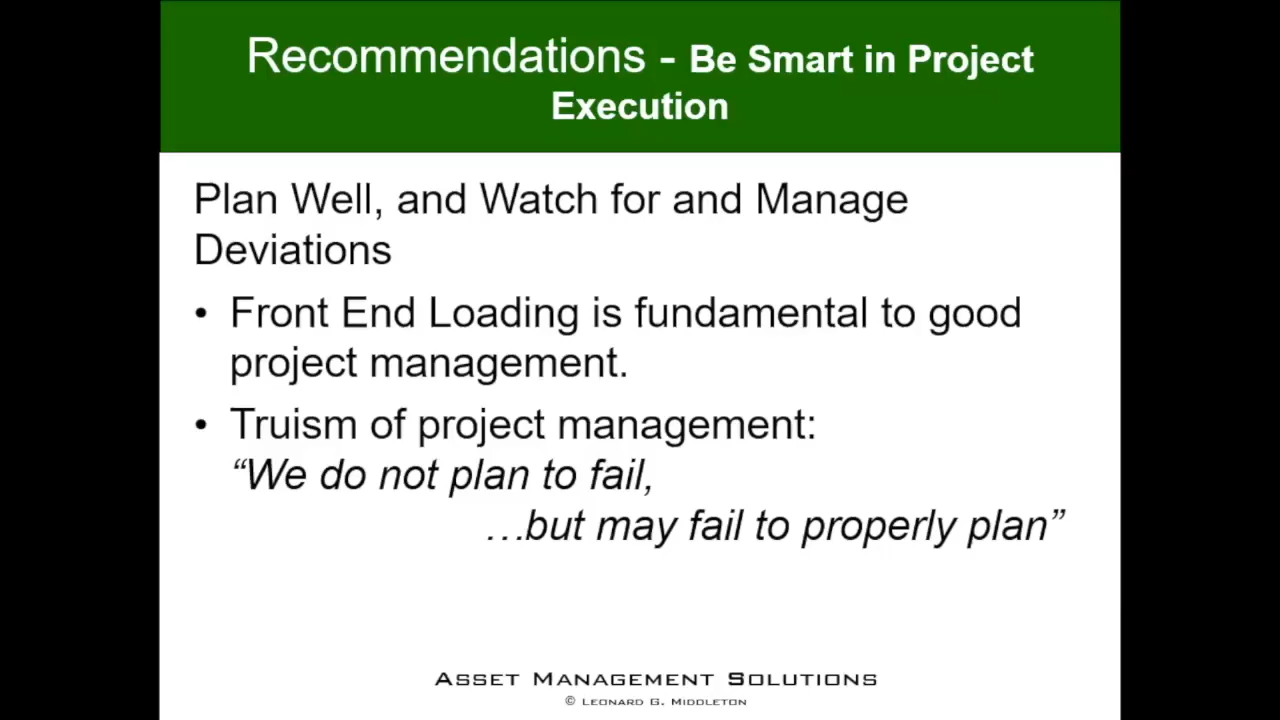 Recommendations - Be Smart in Project
Execution
Plan Well, and Watch for and Manage
Deviations
• Front End Loading is fundamental to good
project management.
• Truism of project management:
“We do not plan to fail,
…but may fail to properly plan”
Asset Management Solutions
© Leonard G. Middleton